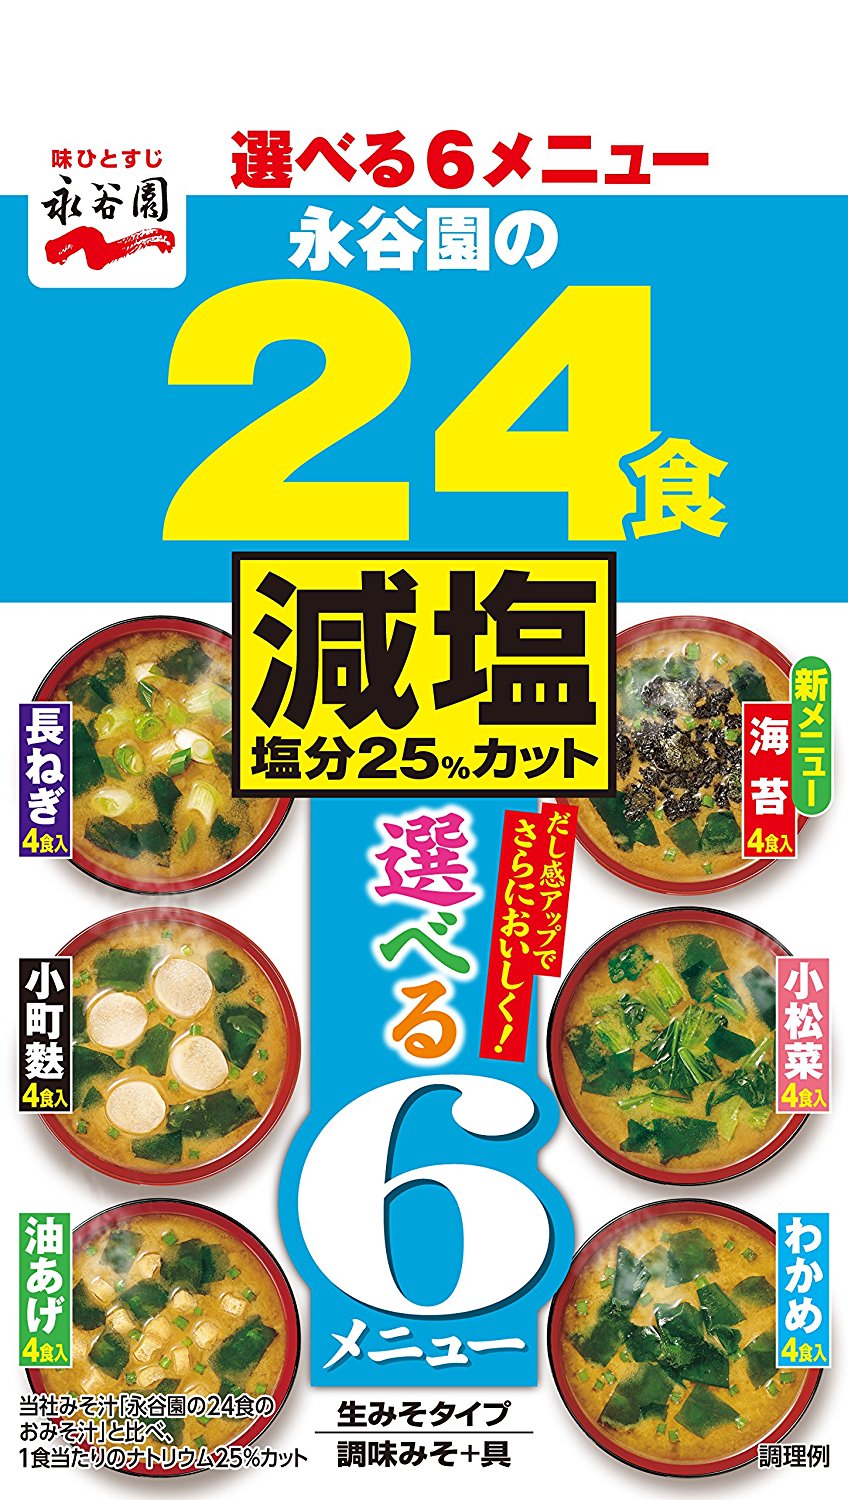 味ひとすじ
永谷園
選べる6メニュー
永谷園の
24食
減塩
塩分25%カット
長ねぎ
4食入
新メニュー
海苔
4食入
だし感アップで
さらにおいしく!
選べる
6
メニュー
小町麩
4食入
小松菜
4食入
油あげ
4食入
わかめ
4食入
当社みそ汁「永谷園の24食の
おみそ汁」と比べ、
1食当たりのナトリウム25%カット
生みそタイプ
調味みそ+具
調理例